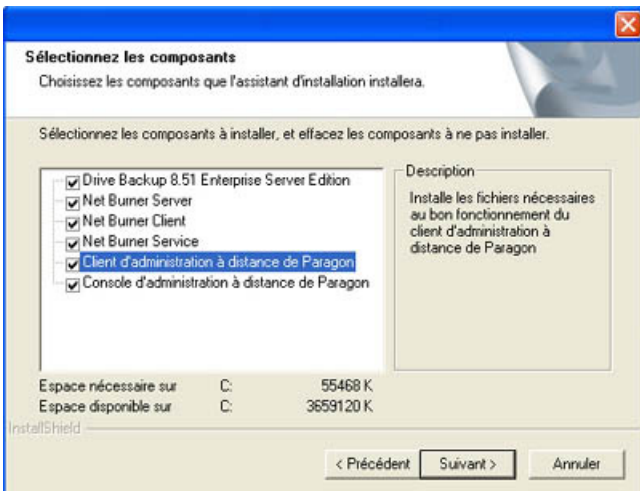 Sélectionnez les composants
Choisissez les composants que l'assistant d'installation installera.
Sélectionnez les composants à installer, et effacez les composants à ne pas installer.
Drive Backup 8.51 Enterprise Server Edition
Net Burner Server
Net Burner Client
Net Burner Service
Client d'administration à distance de Paragon
Console d'administration à distance de Paragon
Description
Installe les fichiers nécessaires
au bon fonctionnement du
client d'administration à
distance de Paragon
Espace nécessaire sur C: 55468 K
Espace disponible sur C: 3659120 K
InstallShield
< Précédent Suivant > Annuler